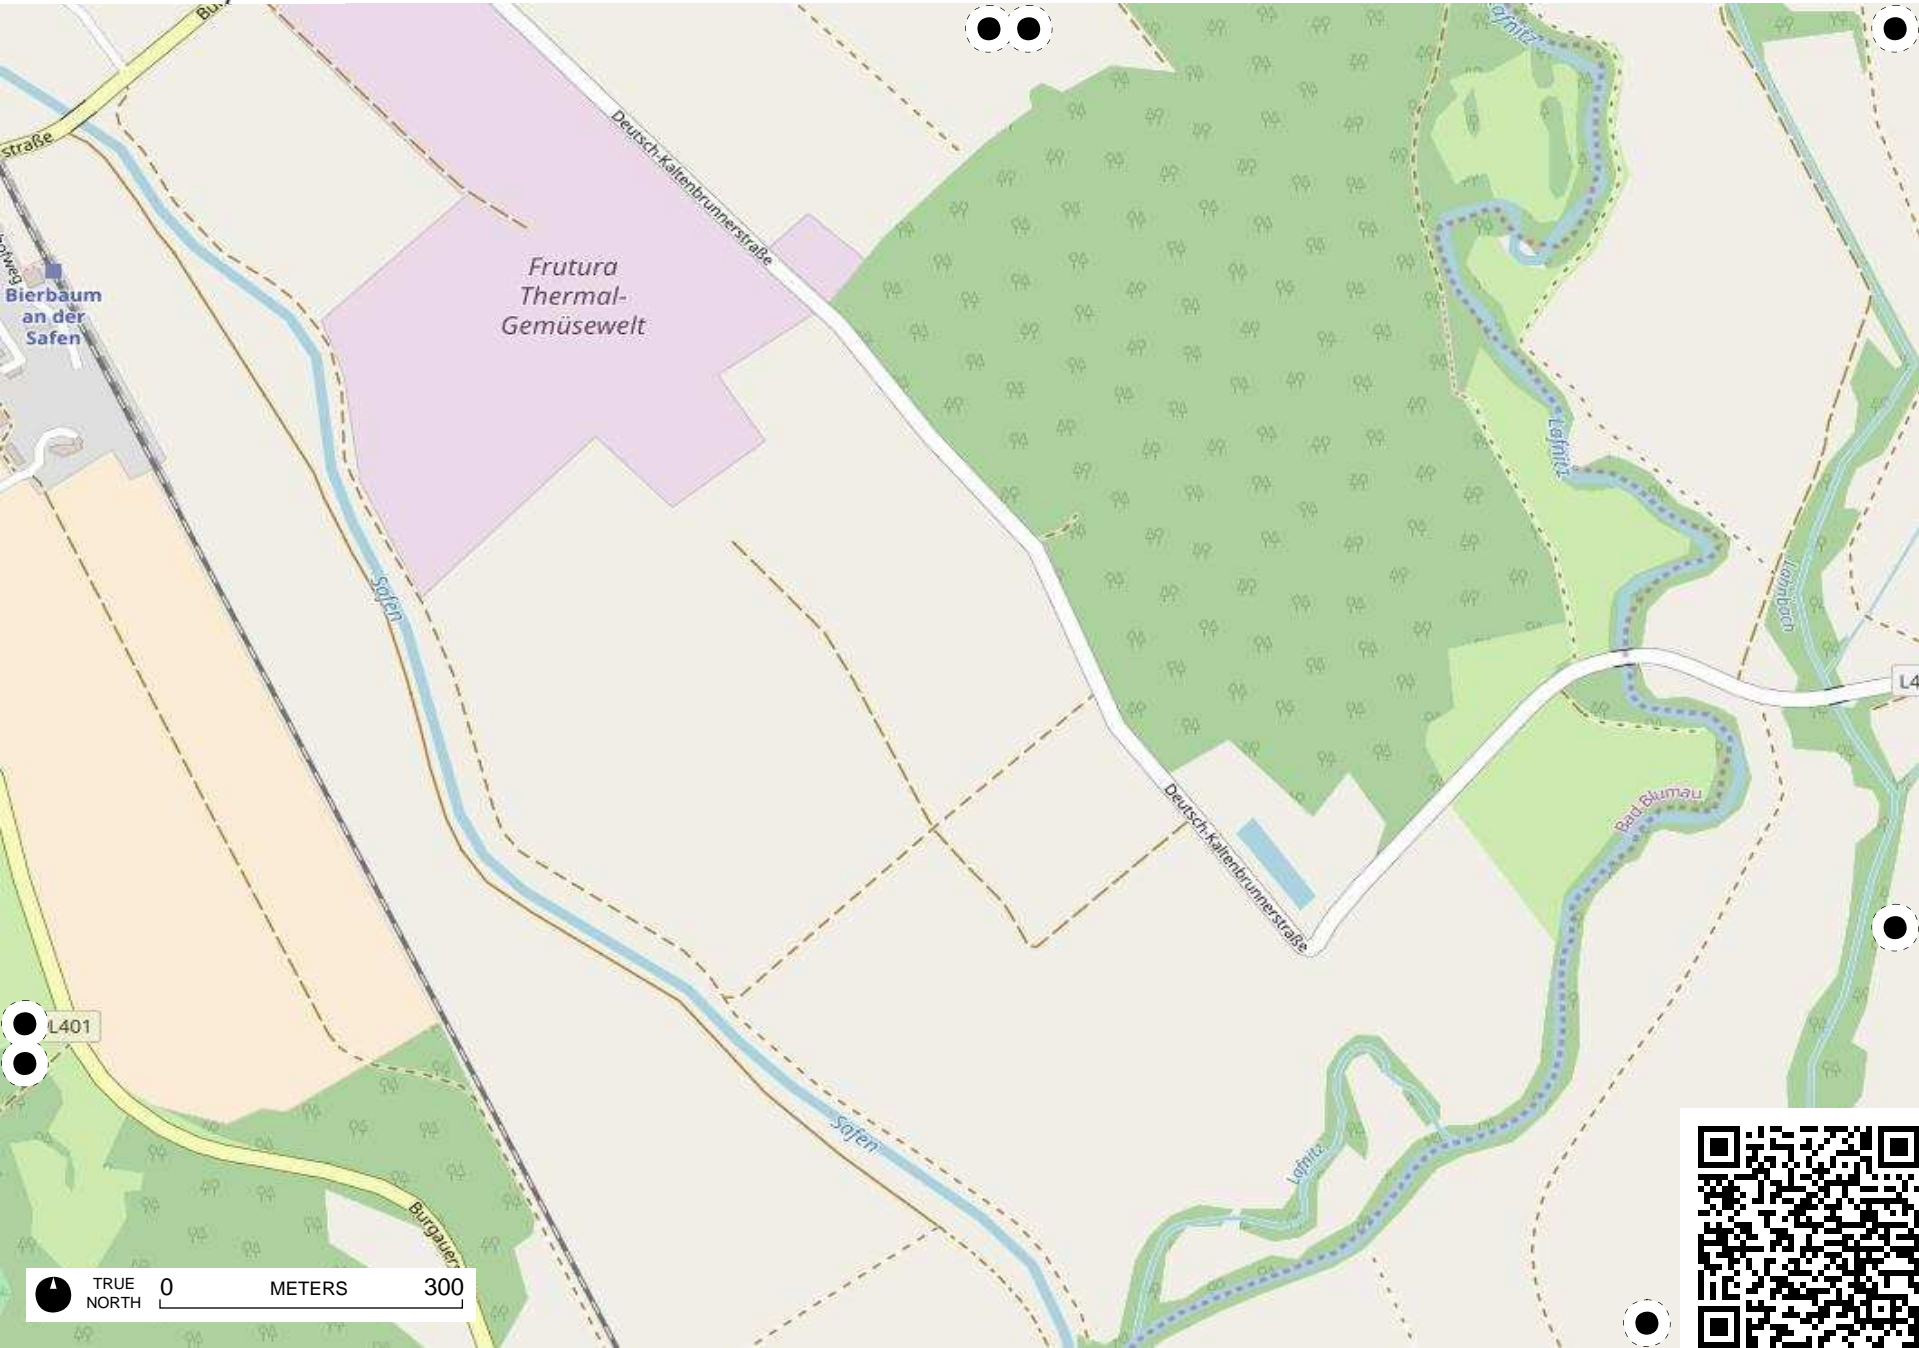 straße
Lafnitz
Deutsch-Kaltenbrunnerstraße
Frutura
Thermal-
Gemüsewelt
Bierbaum
an der
Safen
Lafnitz
Safen
Lahnbach
L4
Bad Blumau
Deutsch-Kaltenbrunnerstraße
L401
Safen
Lafnitz
Burgauer
TRUE
NORTH
0 METERS 300